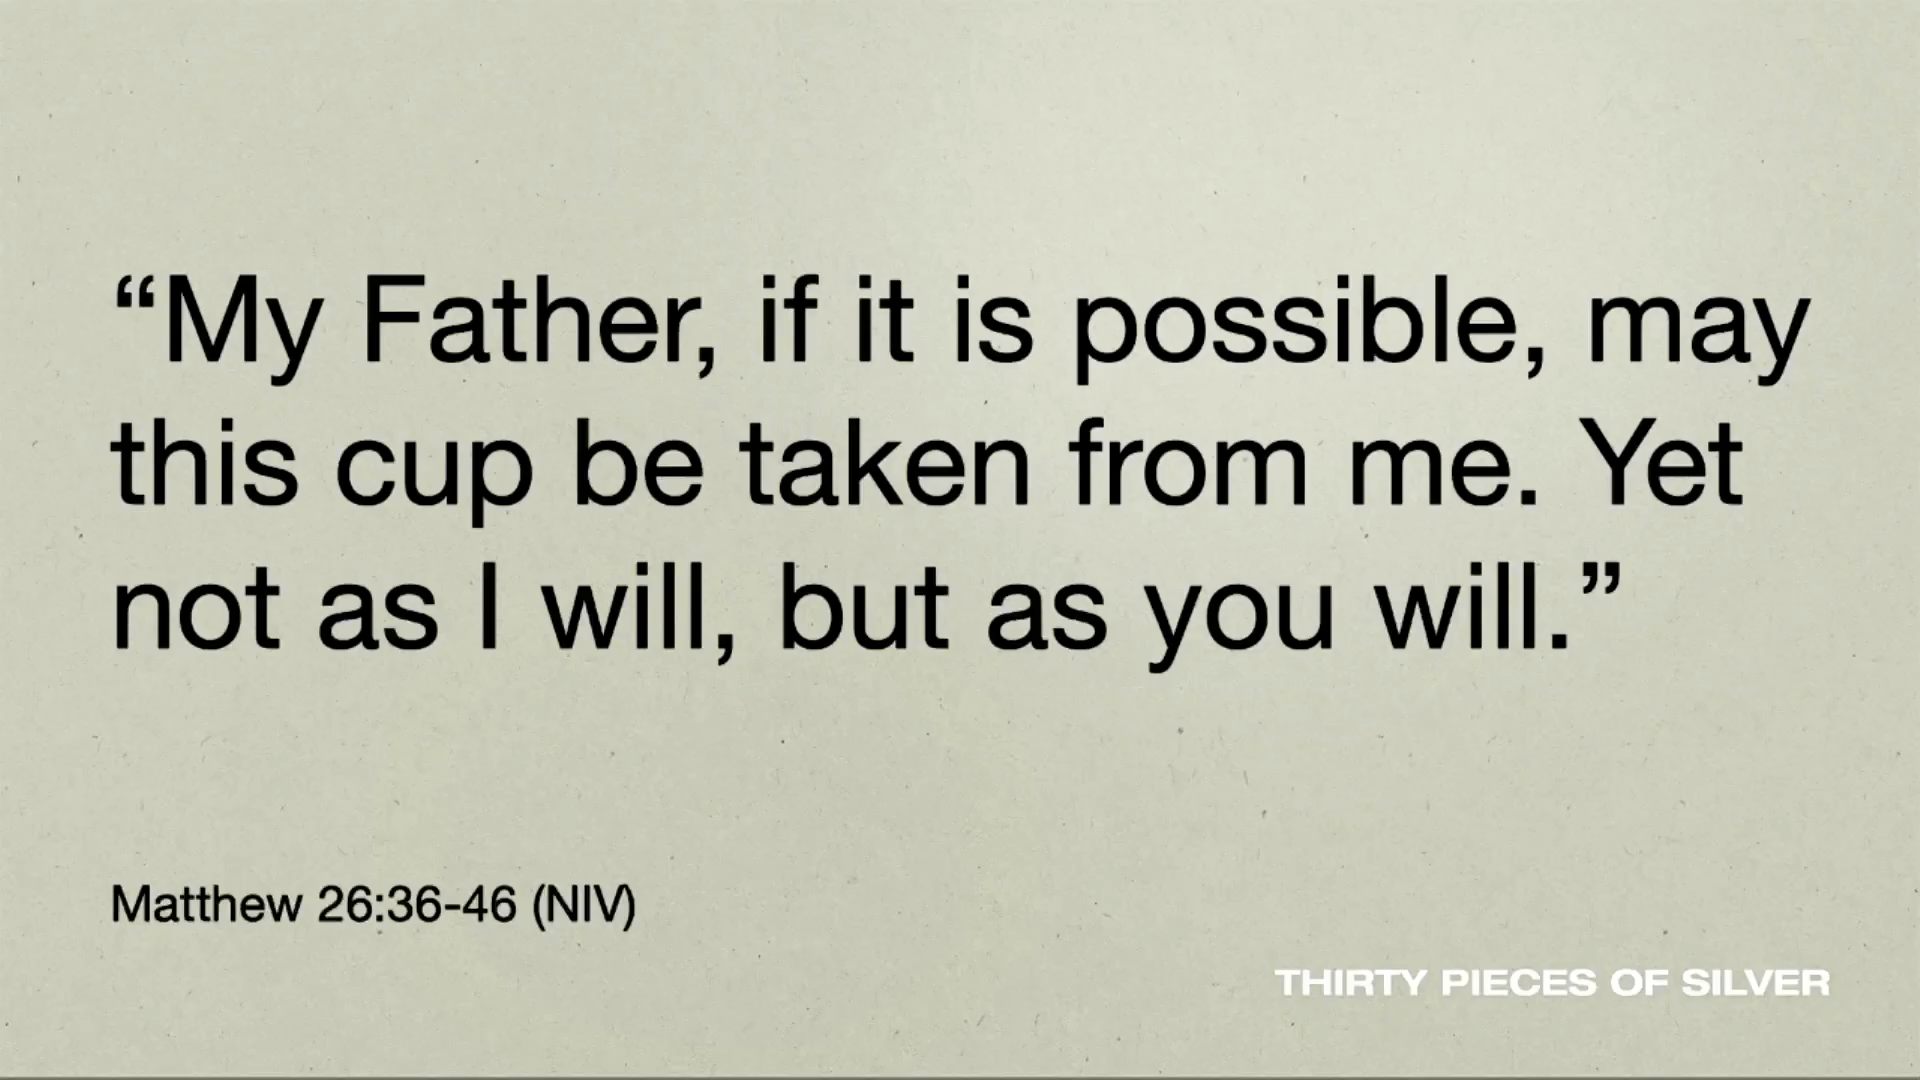 “My Father, if it is possible, may
this cup be taken from me. Yet
not as I will, but as you will.”
Matthew 26:36-46 (NIV)
THIRTY PIECES OF SILVER